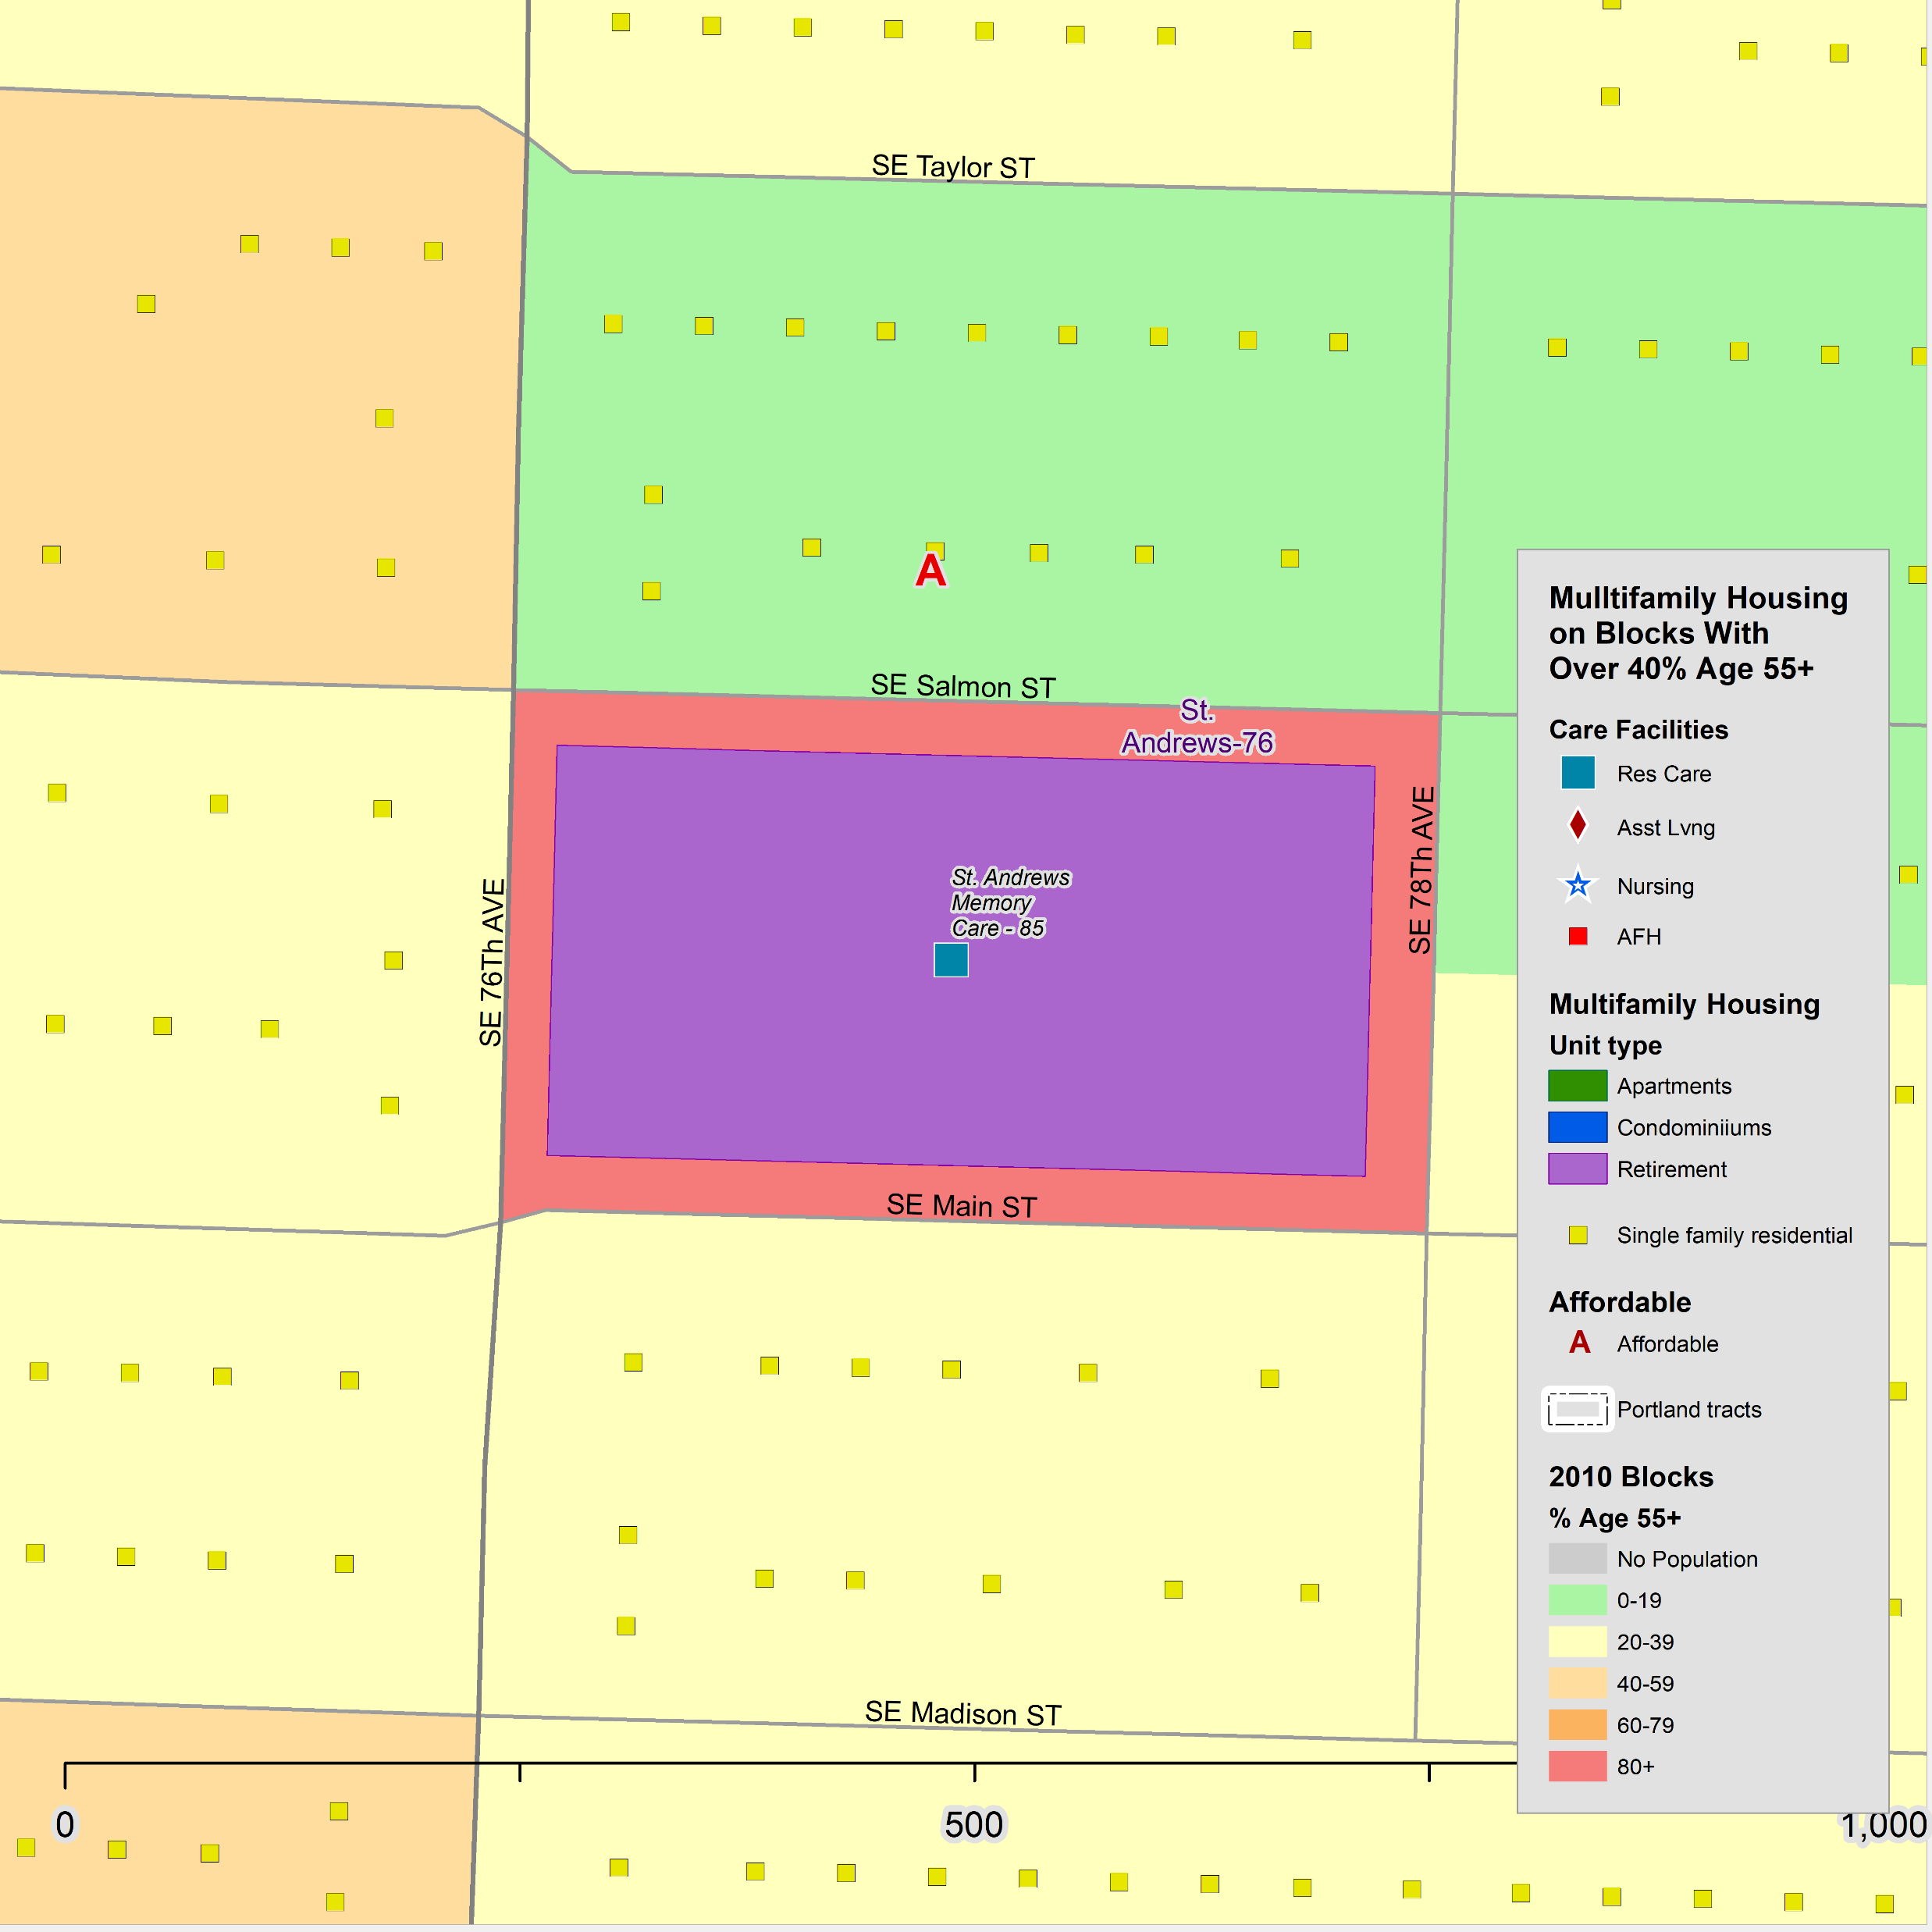 SE Taylor ST
A
SE Salmon ST
St.
Andrews-76
SE 76Th AVE
SE 78Th AVE
St. Andrews
Memory
Care - 85
SE Main ST
SE Madison ST
0
500
1,000
Mulltifamily Housing
on Blocks With
Over 40% Age 55+
Care Facilities
Res Care
Asst Lvng
Nursing
AFH
Multifamily Housing
Unit type
Apartments
Condominiiums
Retirement
Single family residential
Affordable
A Affordable
Portland tracts
2010 Blocks
% Age 55+
No Population
0-19
20-39
40-59
60-79
80+